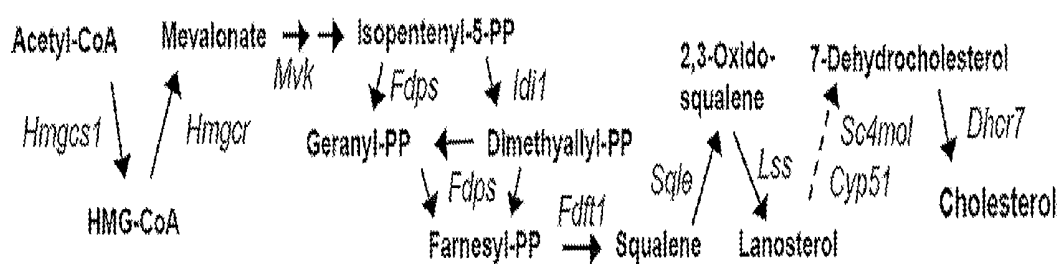 Acetyl-CoA
Hmgcs1
HMG-CoA
Hmgcr
Mevalonate
Mvk
Isopentenyl-5-PP
Fdps
Idi1
Geranyl-PP
Dimethyallyl-PP
Fdps
Farnesyl-PP
Fdft1
Squalene
Sqle
2,3-Oxido-
squalene
Lss
Lanosterol
Sc4mol
Cyp51
7-Dehydrocholesterol
Dhcr7
Cholesterol